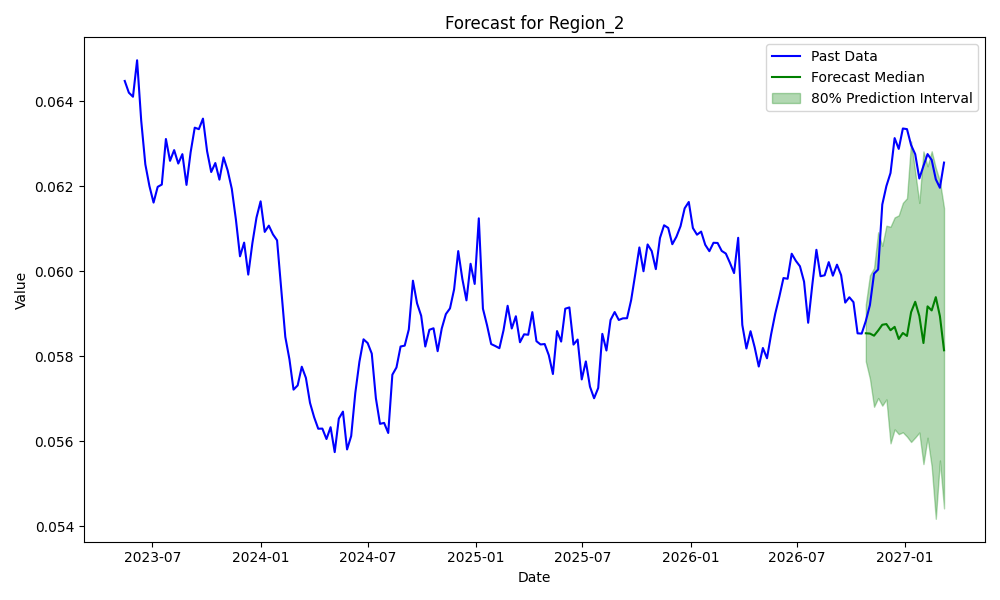 Forecast for Region_2
Past Data
Forecast Median
80% Prediction Interval
Value
0.064
0.062
0.060
0.058
0.056
0.054
2023-07
2024-01
2024-07
2025-01
2025-07
2026-01
2026-07
2027-01
Date